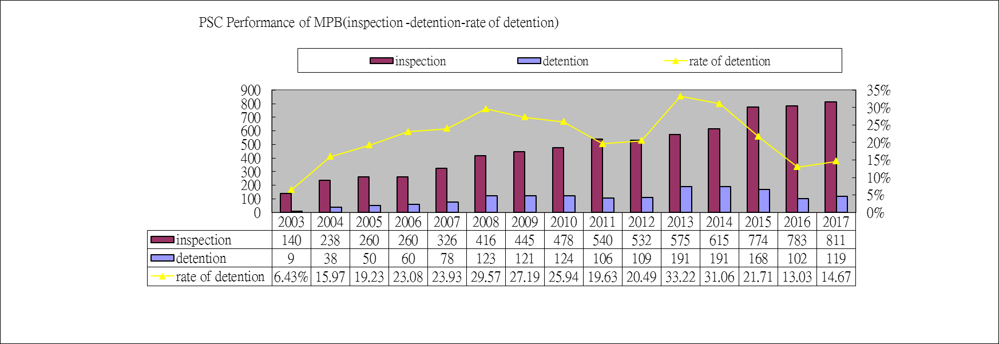 PSC Performance of MPB(inspection -detention-rate of detention)
inspection detention rate of detention
900 35%
800 30%
700 25%
600 20%
500 15%
400 10%
300 5%
200 0%
100
0
2003 2004 2005 2006 2007 2008 2009 2010 2011 2012 2013 2014 2015 2016 2017
inspection 140 238 260 260 326 416 445 478 540 532 575 615 774 783 811
detention 9 38 50 60 78 123 121 124 106 109 191 191 168 102 119
rate of detention 6.43% 15.97 19.23 23.08 23.93 29.57 27.19 25.94 19.63 20.49 33.22 31.06 21.71 13.03 14.67